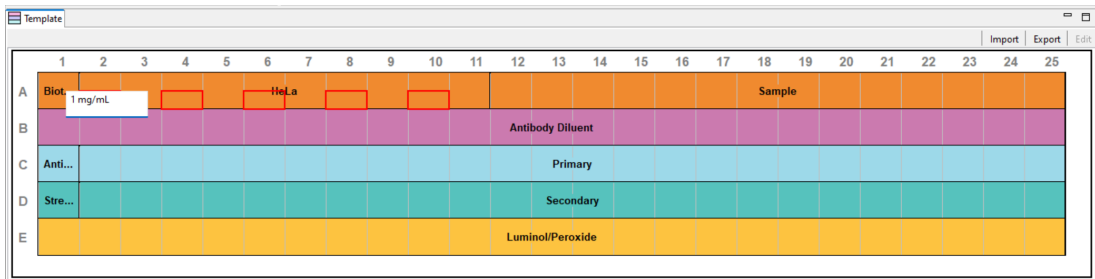 Template
Import Export Edit
1 2 3 4 5 6 7 8 9 10 11 12 13 14 15 16 17 18 19 20 21 22 23 24 25
A Biot... HeLa Sample
1 mg/mL
B Antibody Diluent
C Anti... Primary
D Stre... Secondary
E Luminol/Peroxide